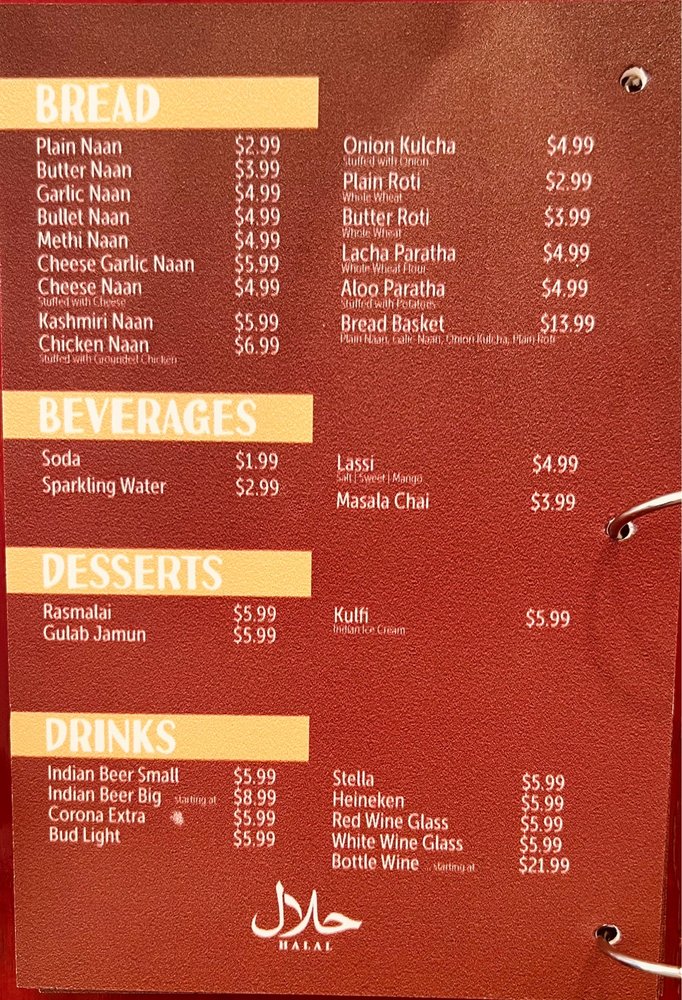 BREAD
Plain Naan $2.99
Butter Naan $3.99
Garlic Naan $4.99
Bullet Naan $4.99
Methi Naan $4.99
Cheese Garlic Naan $5.99
Cheese Naan $4.99
Stuffed with Cheese
Kashmiri Naan $5.99
Chicken Naan $6.99
Stuffed with Grounded Chicken
Onion Kulcha $4.99
Stuffed with Onion
Plain Roti $2.99
Whole Wheat
Butter Roti $3.99
Whole Wheat
Lacha Paratha $4.99
Whole Wheat Flour
Aloo Paratha $4.99
Stuffed with Potatoes
Bread Basket $13.99
Plain Naan, Galic Naan, Onion Kulcha, Plain Roti
BEVERAGES
Soda $1.99
Sparkling Water $2.99
Lassi $4.99
Salt | Sweet | Mango
Masala Chai $3.99
DESSERTS
Rasmalai $5.99
Gulab Jamun $5.99
Kulfi $5.99
Indian Ice Cream
DRINKS
Indian Beer Small $5.99
Indian Beer Big starting at $8.99
Corona Extra $5.99
Bud Light $5.99
Stella $5.99
Heineken $5.99
Red Wine Glass $5.99
White Wine Glass $5.99
Bottle Wine ... starting at $21.99
حلال
HALAL